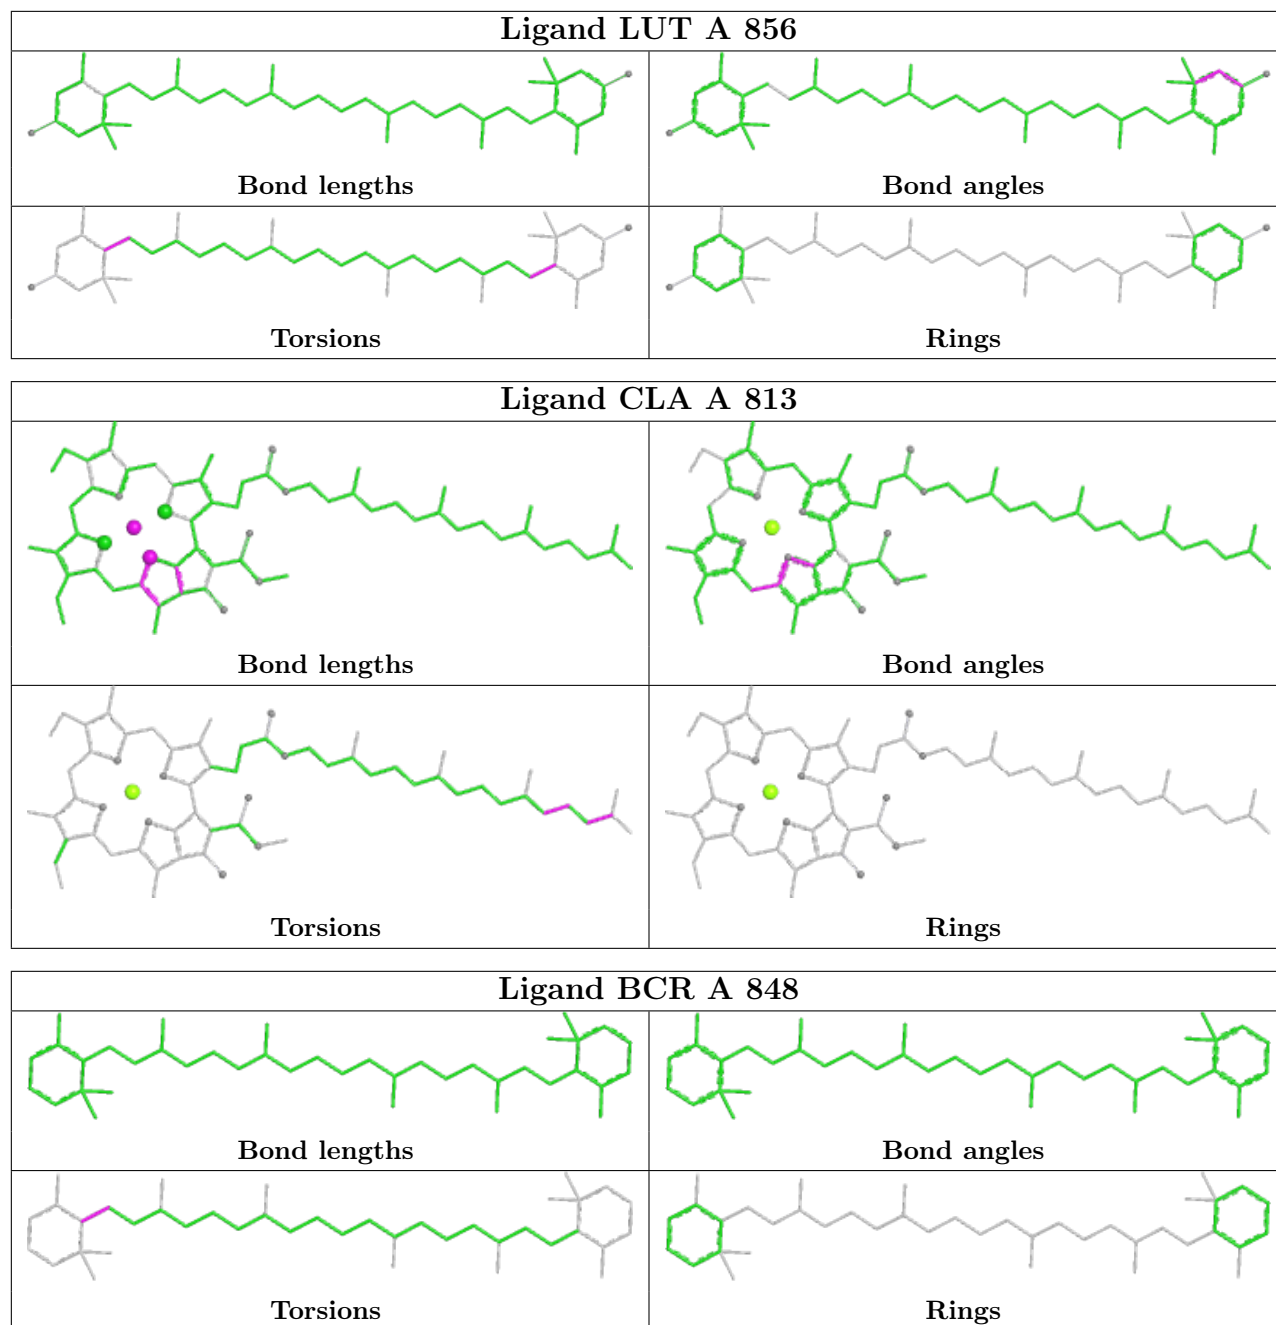 Ligand LUT A 856
Bond lengths
Bond angles
Torsions
Rings
Ligand CLA A 813
Bond lengths
Bond angles
Torsions
Rings
Ligand BCR A 848
Bond lengths
Bond angles
Torsions
Rings